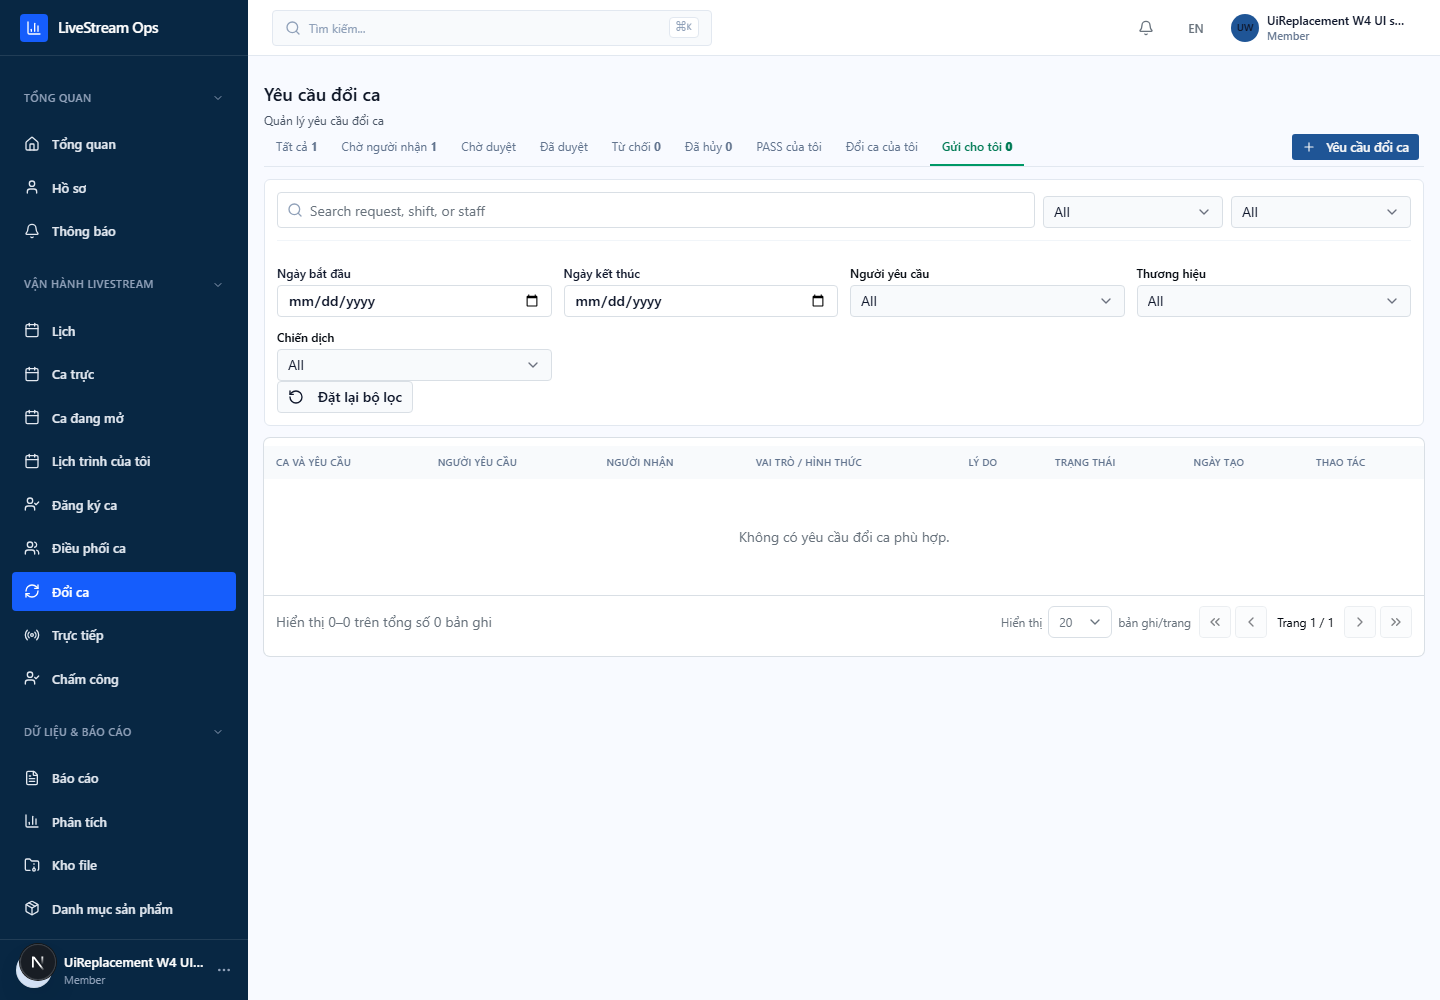 LiveStream Ops
Tìm kiếm...
⌘K
EN
UW
UiReplacement W4 UI s...
Member
TỔNG QUAN
Tổng quan
Hồ sơ
Thông báo
VẬN HÀNH LIVESTREAM
Lịch
Ca trực
Ca đang mở
Lịch trình của tôi
Đăng ký ca
Điều phối ca
Đổi ca
Trực tiếp
Chấm công
DỮ LIỆU & BÁO CÁO
Báo cáo
Phân tích
Kho file
Danh mục sản phẩm
N
UiReplacement W4 UI...
Member
Yêu cầu đổi ca
Quản lý yêu cầu đổi ca
Tất cả 1 Chờ người nhận 1 Chờ duyệt Đã duyệt Từ chối 0 Đã hủy 0 PASS của tôi Đổi ca của tôi Gửi cho tôi 0
Yêu cầu đổi ca
Search request, shift, or staff
All
All
Ngày bắt đầu Ngày kết thúc Người yêu cầu Thương hiệu
mm/dd/yyyy mm/dd/yyyy All All
Chiến dịch
All
Đặt lại bộ lọc
CA VÀ YÊU CẦU NGƯỜI YÊU CẦU NGƯỜI NHẬN VAI TRÒ / HÌNH THỨC LÝ DO TRẠNG THÁI NGÀY TẠO THAO TÁC
Không có yêu cầu đổi ca phù hợp.
Hiển thị 0–0 trên tổng số 0 bản ghi
Hiển thị 20 bản ghi/trang
Trang 1 / 1